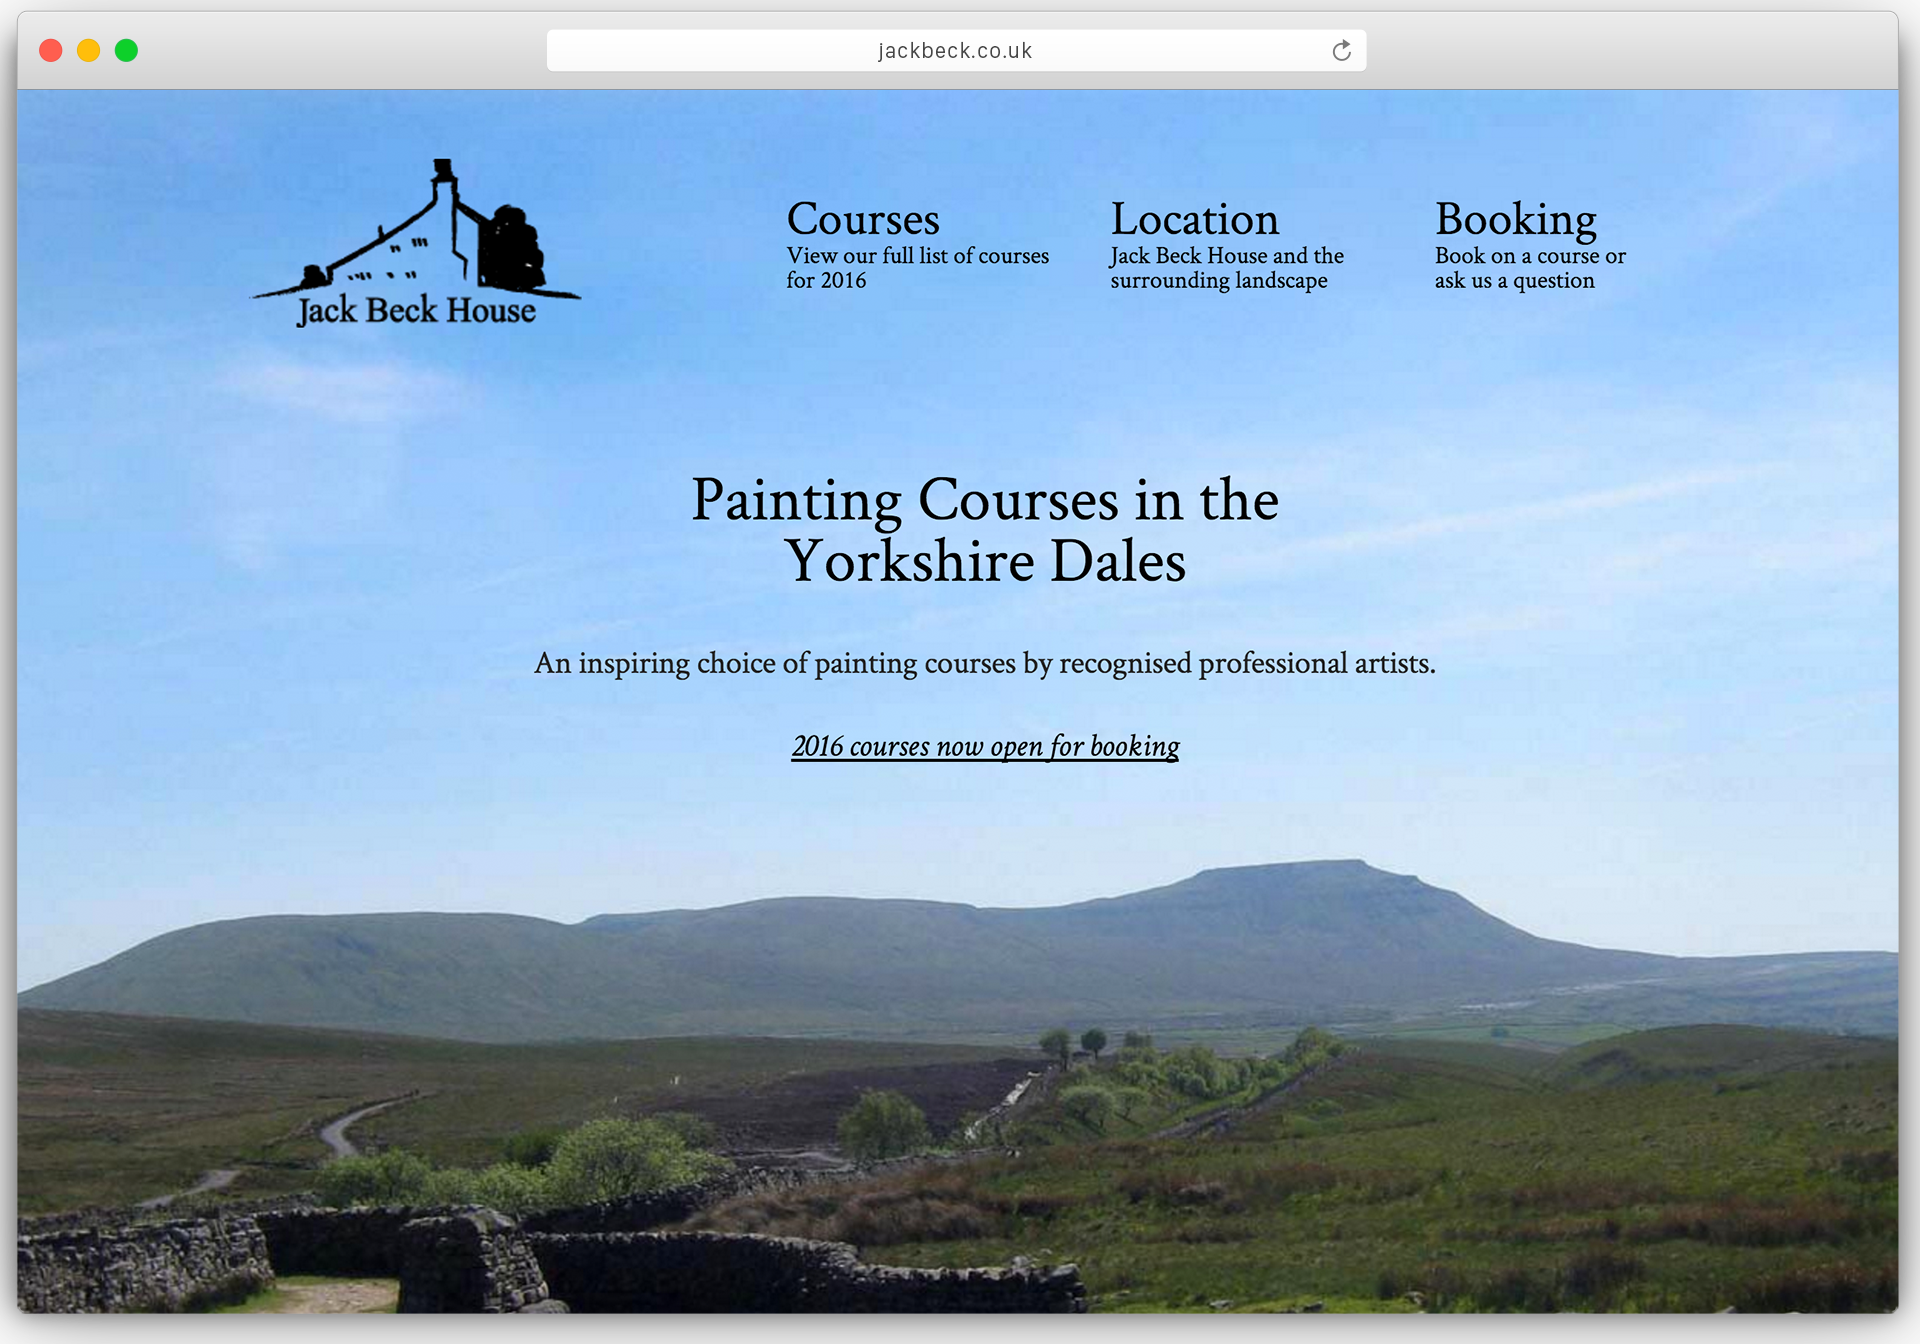 jackbeck.co.uk
Jack Beck House
Courses
View our full list of courses
for 2016
Location
Jack Beck House and the
surrounding landscape
Booking
Book on a course or
ask us a question
Painting Courses in the
Yorkshire Dales
An inspiring choice of painting courses by recognised professional artists.
2016 courses now open for booking